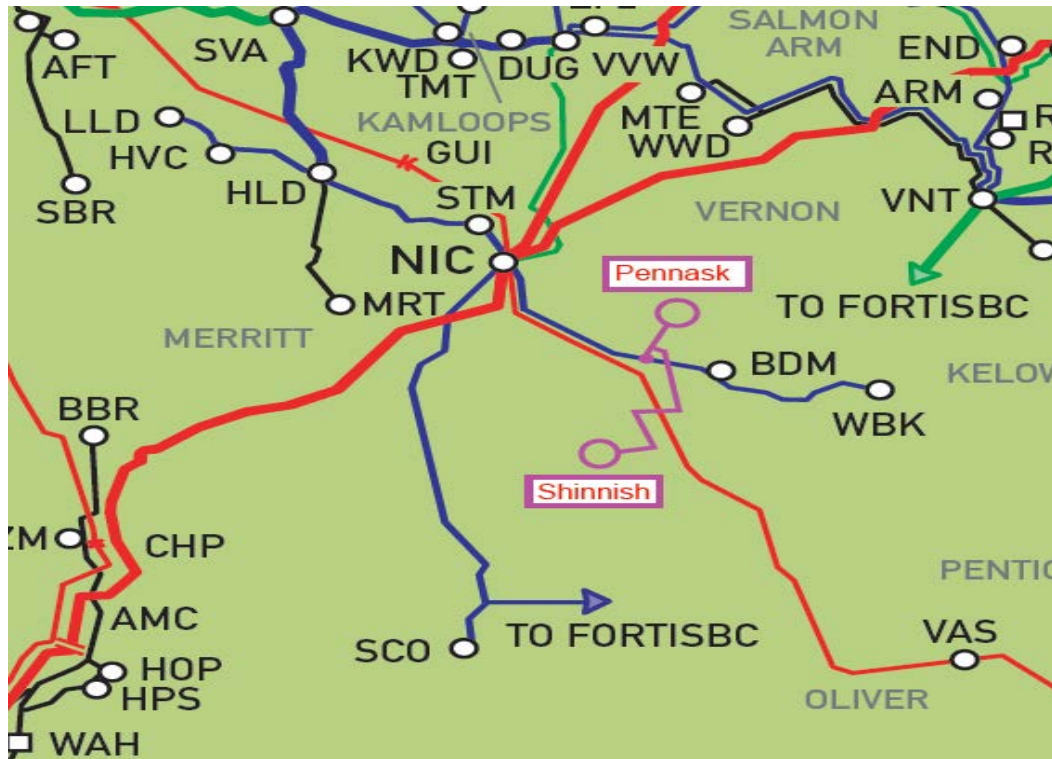 SALMON
ARM
END
AFT
SVA
KWD
TMT
DUG
VVW
ARM
LLD
KAMLOOPS
MTE
WWD
HVC
GUI
HLD
SBR
STM
VERNON
VNT
NIC
Pennask
MRT
TO FORTISBC
MERRITT
BDM
BBR
WBK
Shinnish
CHP
AMC
TO FORTISBC
VAS
SCO
HOP
HPS
OLIVER
WAH